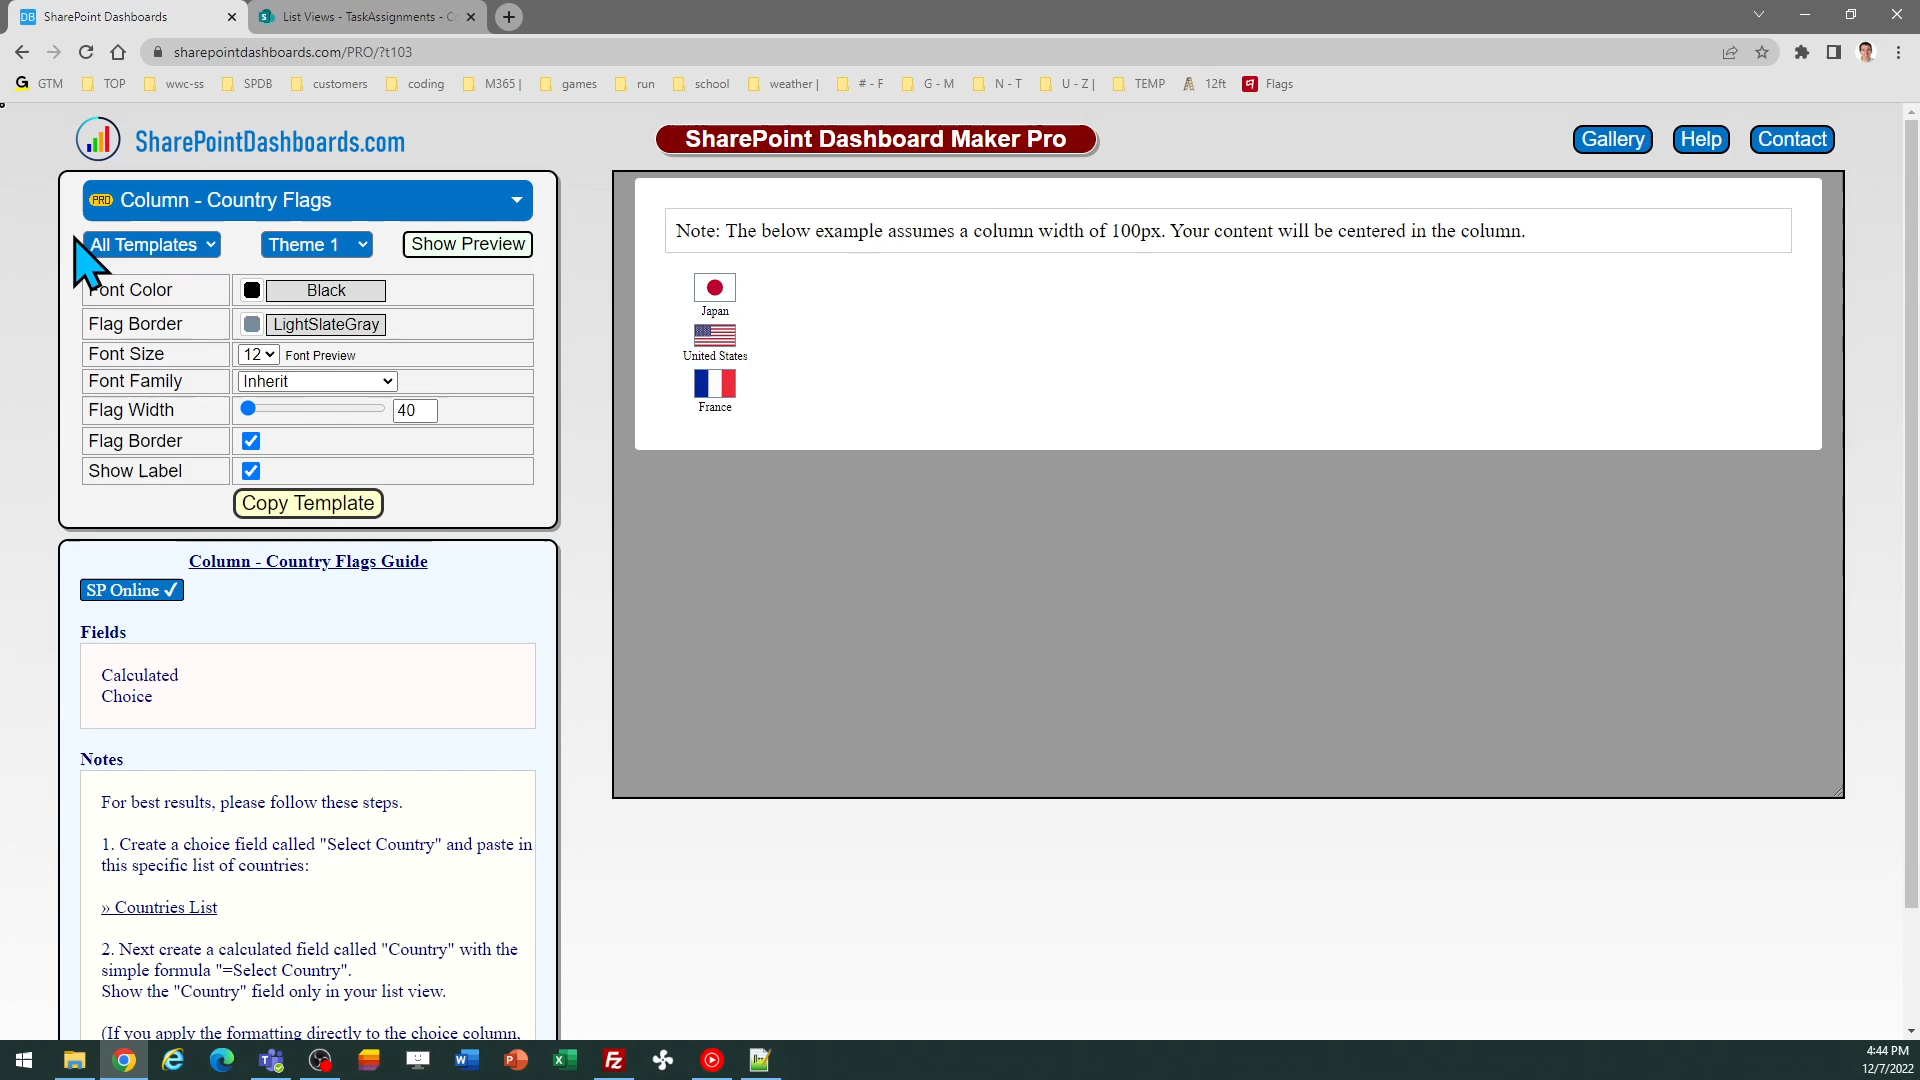 SharePoint Dashboards
List Views - TaskAssignments - Co
sharepointdashboards.com/PRO/?t103
GTM
TOP
wwc-ss
SPDB
customers
coding
M365 |
games
run
school
weather |
# - F
G - M
N - T
U - Z |
TEMP
12ft
Flags
SharePointDashboards.com
SharePoint Dashboard Maker Pro
Gallery
Help
Contact
PRO Column - Country Flags
All Templates
Theme 1
Show Preview
Font Color
Black
Flag Border
LightSlateGray
Font Size
12
Font Preview
Font Family
Inherit
Flag Width
40
Flag Border
Show Label
Copy Template
Note: The below example assumes a column width of 100px. Your content will be centered in the column.
Japan
United States
France
Column - Country Flags Guide
SP Online ✓
Fields
Calculated
Choice
Notes
For best results, please follow these steps.
1. Create a choice field called "Select Country" and paste in
this specific list of countries:
» Countries List
2. Next create a calculated field called "Country" with the
simple formula "=Select Country".
Show the "Country" field only in your list view.
(If you apply the formatting directly to the choice column,
4:44 PM
12/7/2022